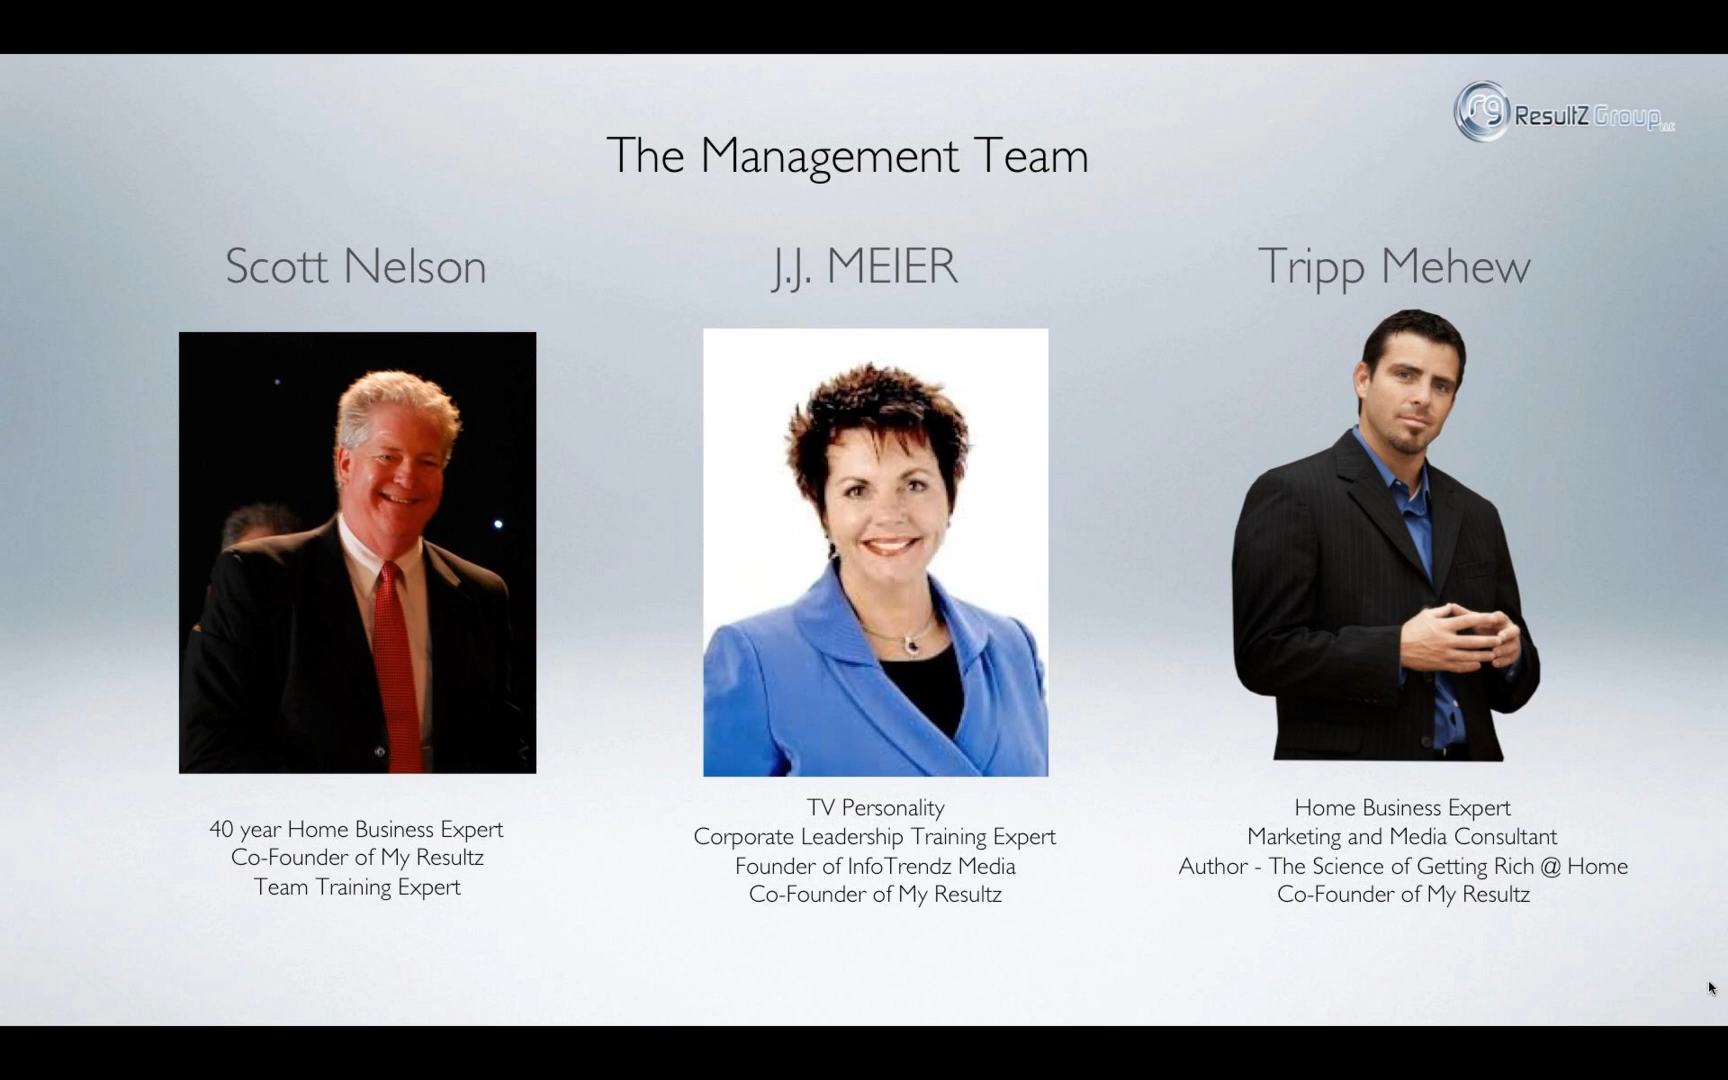 ResultZ Group LLC
The Management Team
Scott Nelson
J.J. MEIER
Tripp Mehew
40 year Home Business Expert
Co-Founder of My Resultz
Team Training Expert
TV Personality
Corporate Leadership Training Expert
Founder of InfoTrendz Media
Co-Founder of My Resultz
Home Business Expert
Marketing and Media Consultant
Author - The Science of Getting Rich @ Home
Co-Founder of My Resultz